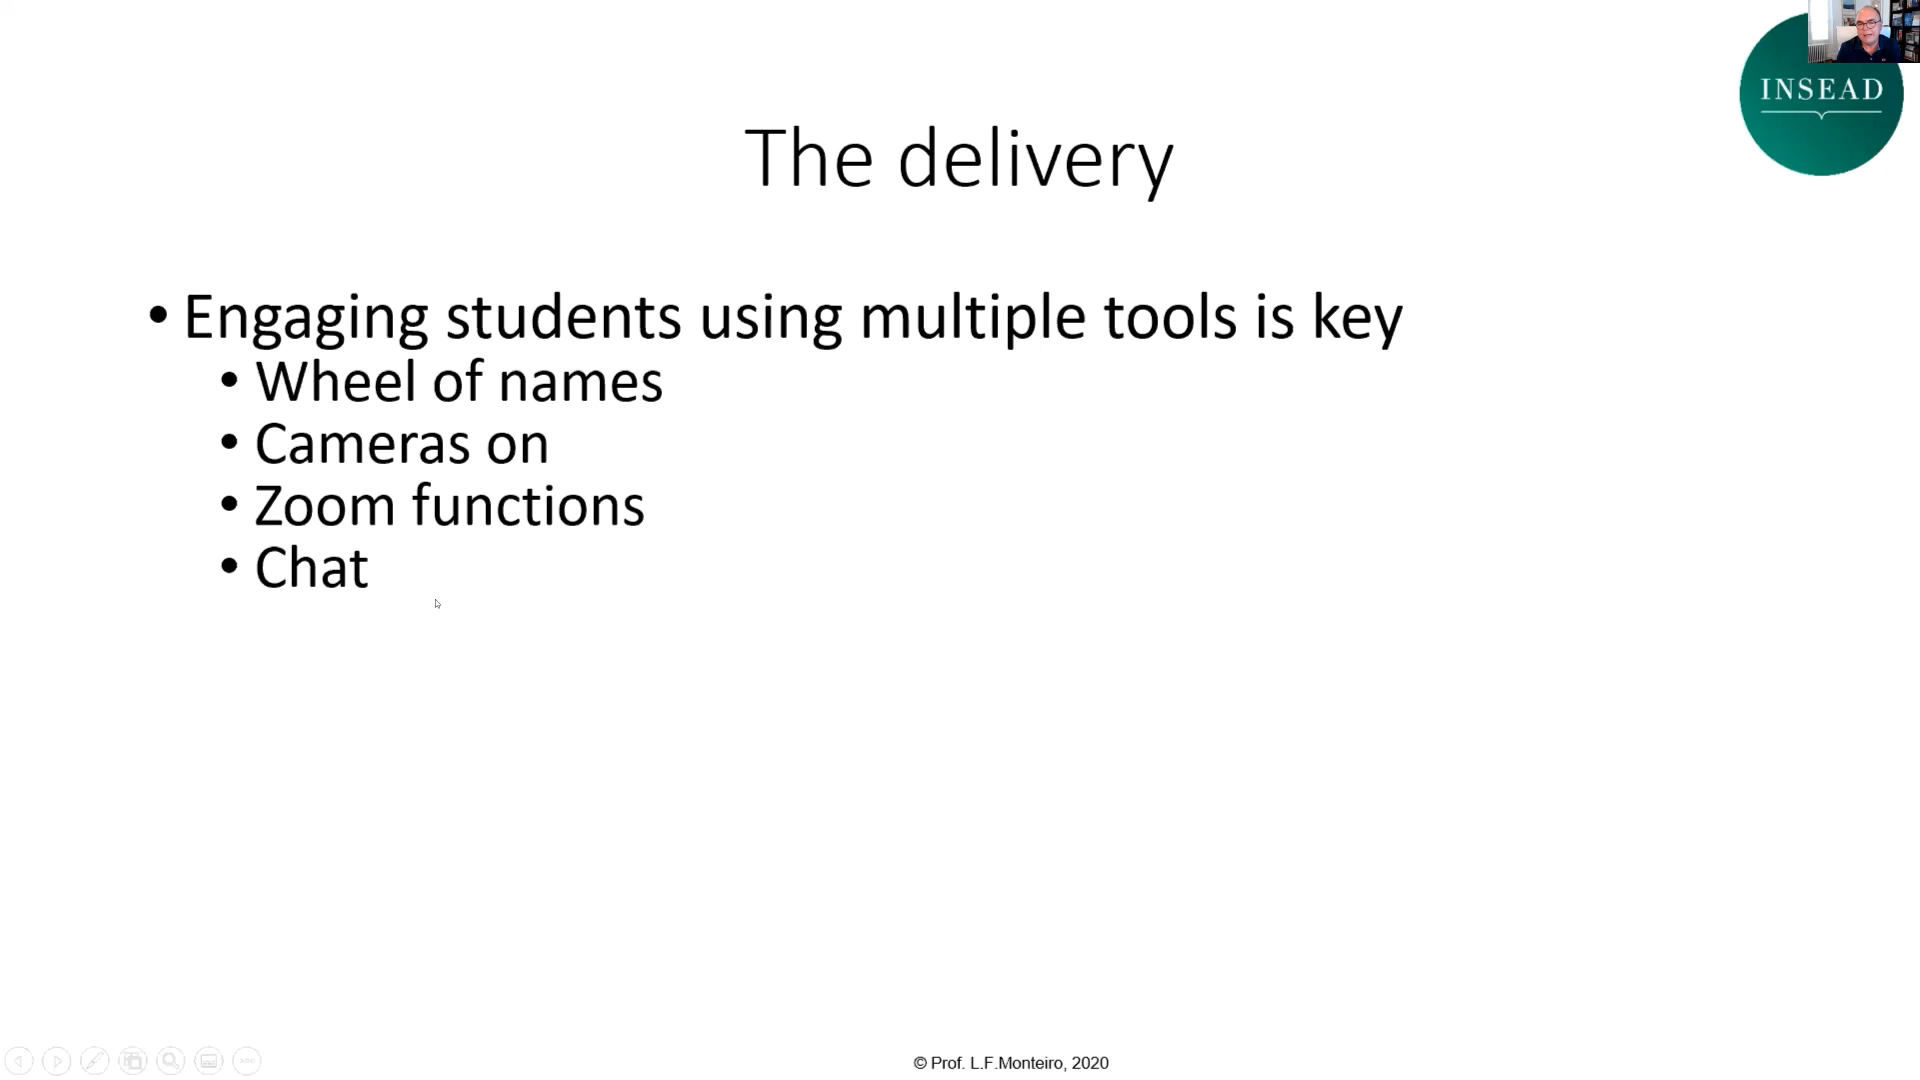 INSEAD
The delivery
• Engaging students using multiple tools is key
• Wheel of names
• Cameras on
• Zoom functions
• Chat
© Prof. L.F.Monteiro, 2020